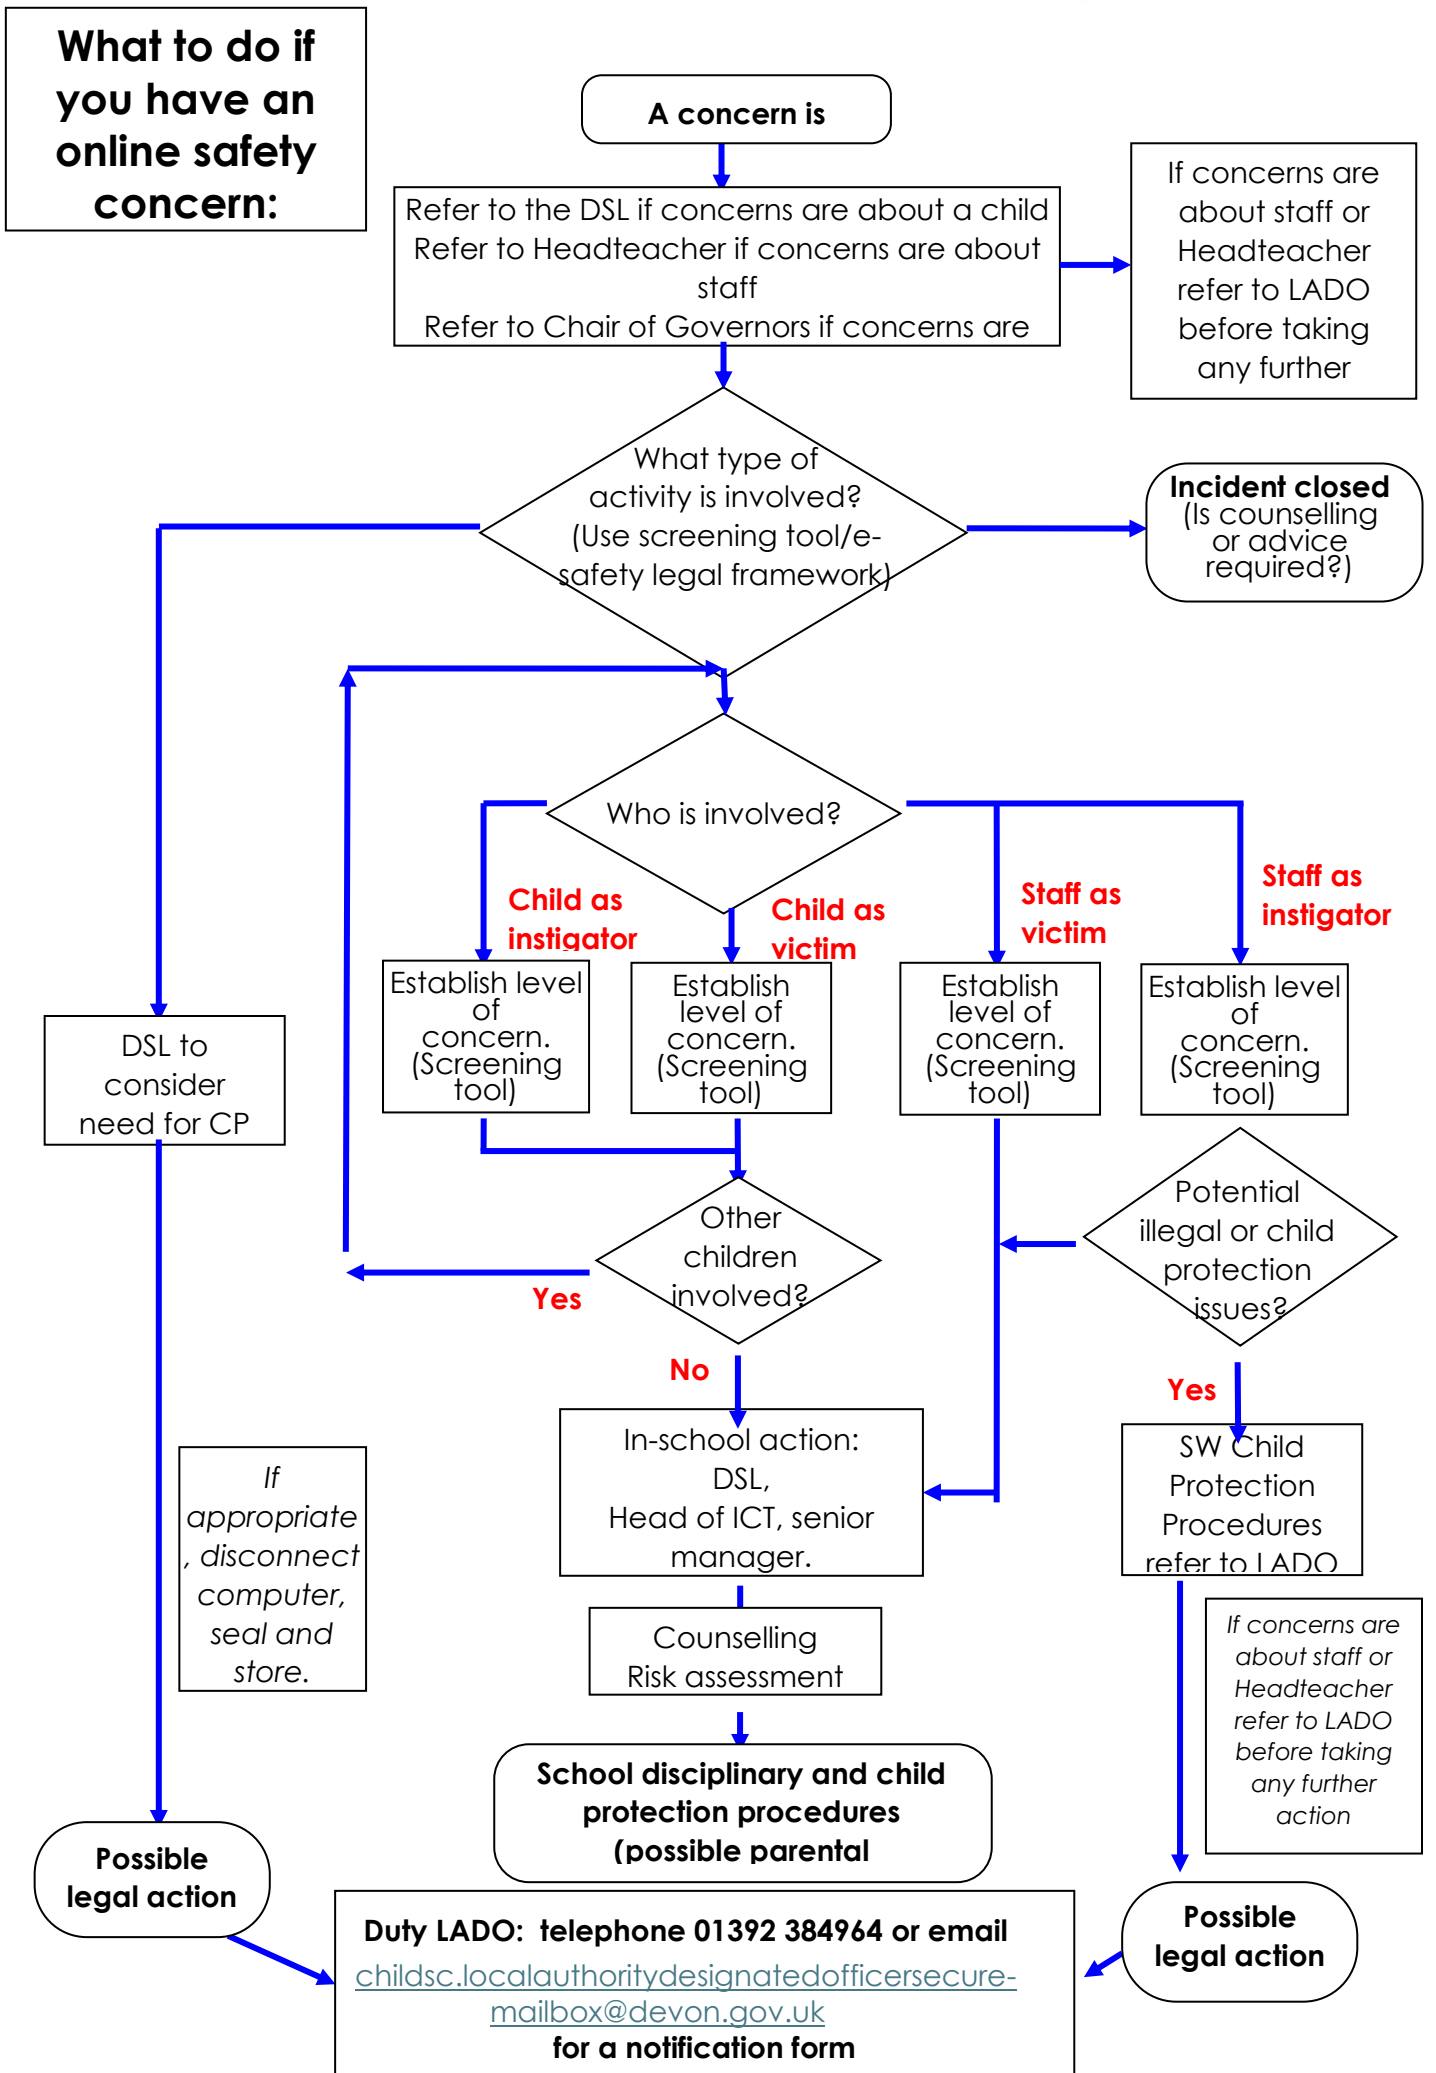 What to do if
you have an
online safety
concern:
A concern is
Refer to the DSL if concerns are about a child
Refer to Headteacher if concerns are about
staff
Refer to Chair of Governors if concerns are
If concerns are
about staff or
Headteacher
refer to LADO
before taking
any further
What type of
activity is involved?
(Use screening tool/e-
safety legal framework)
Incident closed
(Is counselling
or advice
required?)
Who is involved?
Child as
instigator
Child as
victim
Staff as
victim
Staff as
instigator
Establish level
of
concern.
(Screening
tool)
Establish
level of
concern.
(Screening
tool)
Establish
level of
concern.
(Screening
tool)
Establish level
of
concern.
(Screening
tool)
DSL to
consider
need for CP
Other
children
involved?
Potential
illegal or child
protection
issues?
Yes
No
Yes
In-school action:
DSL,
Head of ICT, senior
manager.
SW Child
Protection
Procedures
refer to LADO
If
appropriate
, disconnect
computer,
seal and
store.
Counselling
Risk assessment
If concerns are
about staff or
Headteacher
refer to LADO
before taking
any further
action
School disciplinary and child
protection procedures
(possible parental
Possible
legal action
Possible
legal action
Duty LADO:  telephone 01392 384964 or email
childsc.localauthoritydesignatedofficersecure-
mailbox@devon.gov.uk
for a notification form